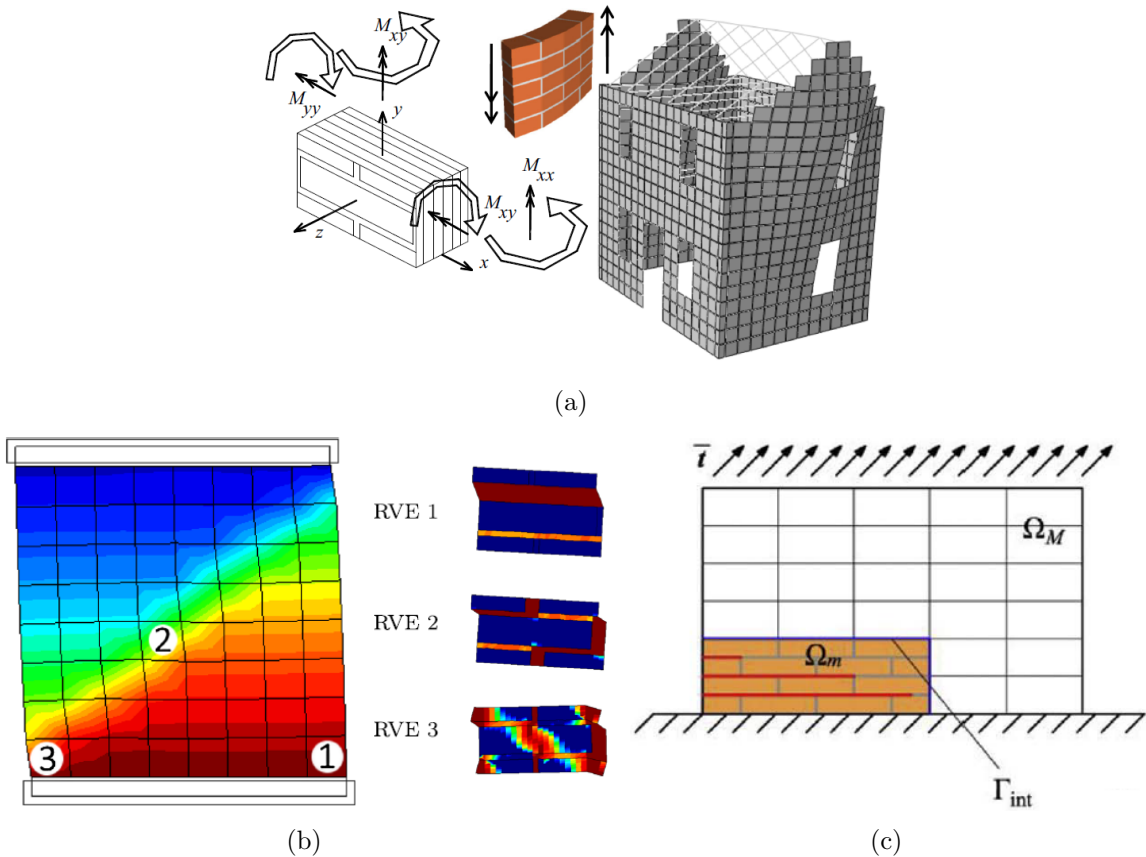 M_xy
M_yy
y
M_xx
M_xy
z
x
(a)
RVE 1
RVE 2
RVE 3
2
3
1
(b)
t̄
Ω_M
Ω_m
Γ_int
(c)